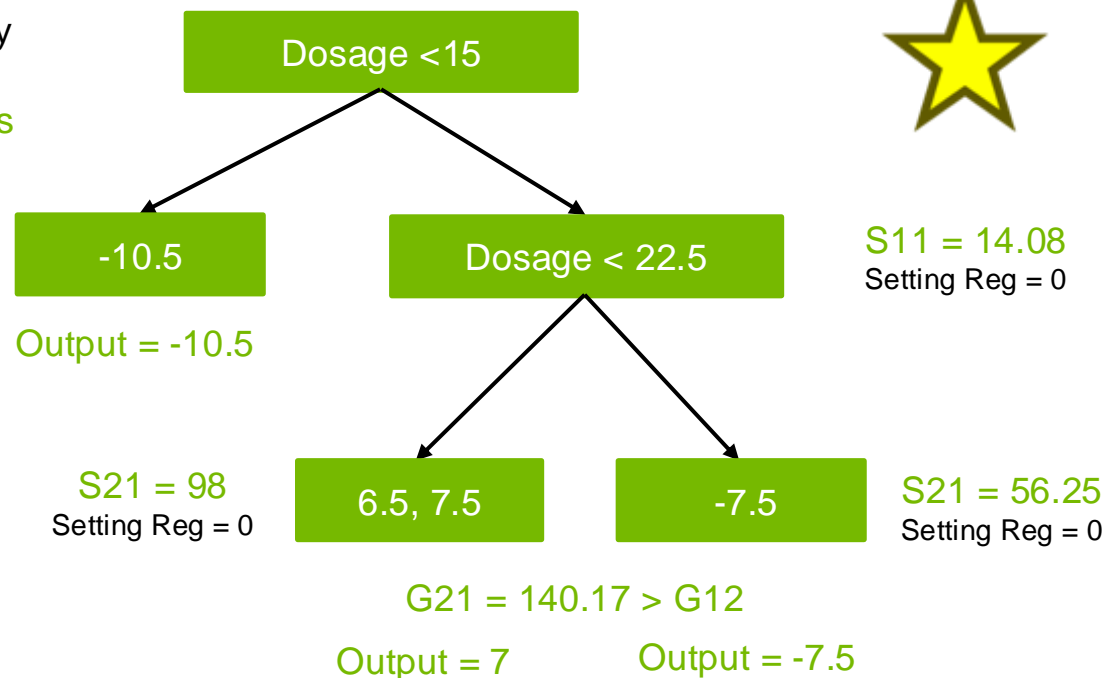 y
s
Dosage <15
-10.5
Dosage < 22.5
S11 = 14.08
Setting Reg = 0
Output = -10.5
S21 = 98
Setting Reg = 0
6.5, 7.5
-7.5
S21 = 56.25
Setting Reg = 0
G21 = 140.17 > G12
Output = 7
Output = -7.5